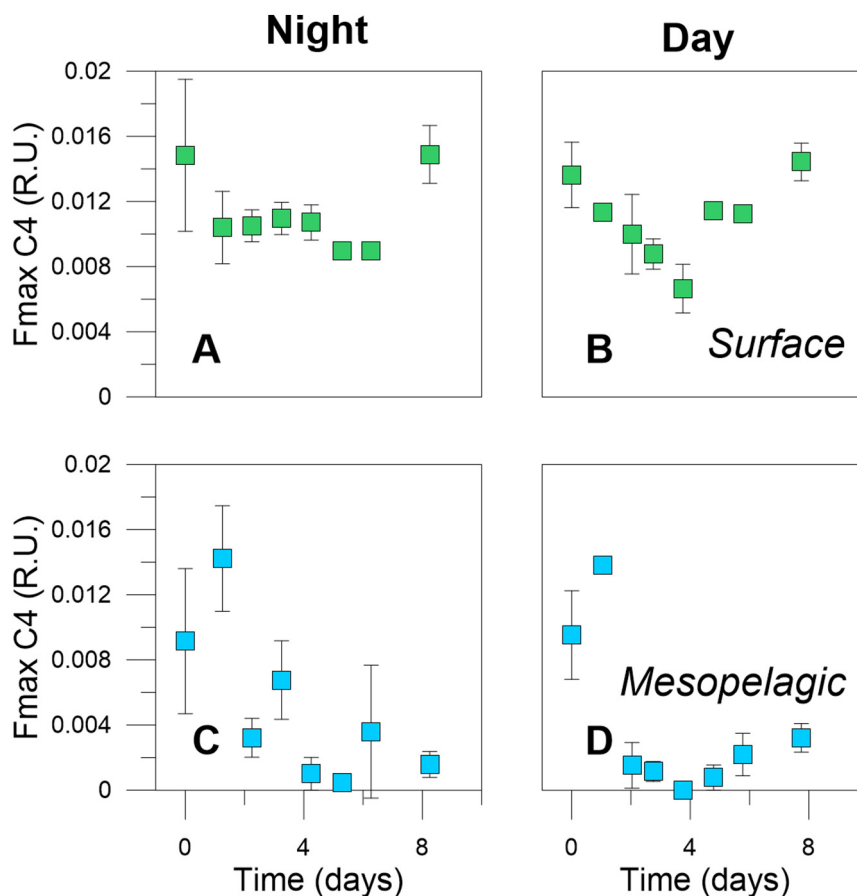 Night Day
0.02
0.016
0.012
0.008
0.004
0
Fmax C4 (R.U.)
A
B
Surface
0.02
0.016
0.012
0.008
0.004
0
Fmax C4 (R.U.)
C
Mesopelagic
D
0 4 8 0 4 8
Time (days) Time (days)